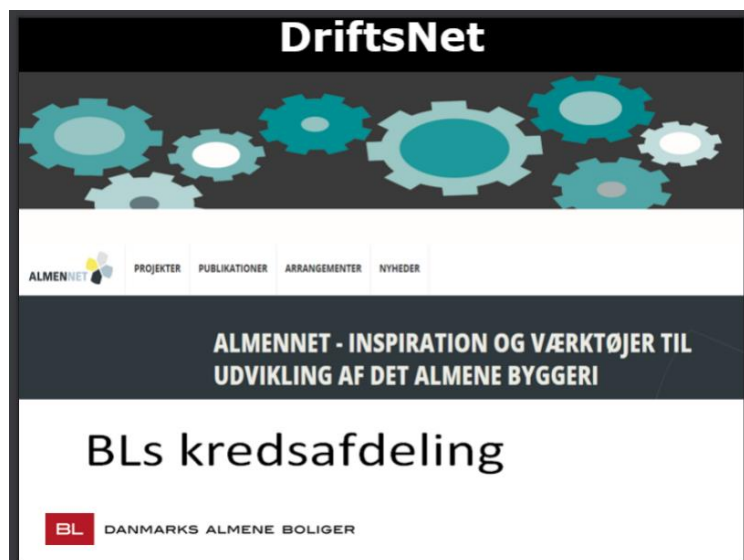 DriftsNet
ALMENNET
PROJEKTER PUBLIKATIONER ARRANGEMENTER NYHEDER
ALMENNET - INSPIRATION OG VÆRKTØJER TIL
UDVIKLING AF DET ALMENE BYGGERI
BLs kredsafdeling
BL DANMARKS ALMENE BOLIGER